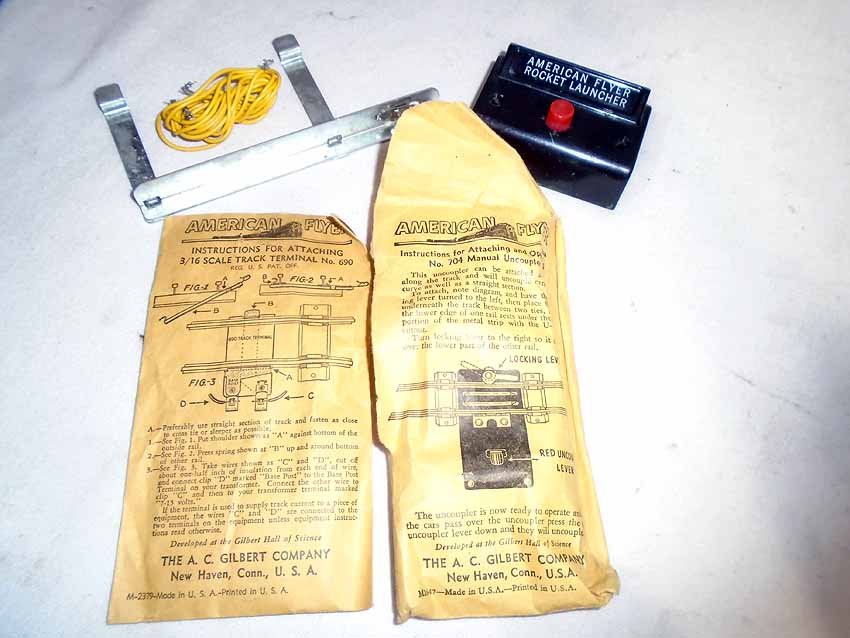 AMERICAN FLYER
ROCKET LAUNCHER
AMERICAN FLYE
INSTRUCTIONS FOR ATTACHING
3/16 SCALE TRACK TERMINAL No. 690
REG. U. S. PAT. OFF.
FIG.-1
A
B
FIG-2
A
B
690 TRACK TERMINAL
FIG.-3
BASE
A
D
C
A.—Preferably use straight section of track and fasten as close
to cross tie or sleeper as possible.
1.—See Fig. 1. Put shoulder shown as "A" against bottom of the
outside rail.
2.—See Fig. 2. Press spring shown at "B" up and around bottom
of other rail.
3.—See Fig. 3. Take wires shown as "C" and "D", cut off
about one-half inch of insulation from each end of wire,
and connect clip "D" marked "Base Post" to the Base Post
Terminal on your transformer. Connect the other wire to
clip "C" and then to your transformer terminal marked
"7-15 volts."
If the terminal is used to supply track current to a piece of
equipment, the wires "C" and "D" are connected to the
two terminals on the equipment unless equipment instruc-
tions read otherwise.
Developed at the Gilbert Hall of Science
THE A. C. GILBERT COMPANY
New Haven, Conn., U. S. A.
M-2379—Made in U. S. A.—Printed in U. S. A.
AMERICAN FLY
Instructions for Attaching and Op
No. 704 Manual Uncouple
This uncoupler can be attached
along the track and will uncouple
curve as well as a straight section.
To attach, note diagram, and have
ing lever turned to the left, then place
underneath the track between two ties,
the lower edge of one rail rests under the
portion of the metal strip with the U-
Turn locking lever to the right so it
over the lower part of the other rail.
LOCKING LEV
RED UNCOU
LEVER
The uncoupler is now ready to operate and
the cars pass over the uncoupler press the
uncoupler lever down and they will uncouple
Developed at the Gilbert Hall of Science
THE A. C. GILBERT COMPANY
New Haven, Conn., U.S.A.
Made in U.S.A.—Printed in U.S.A.